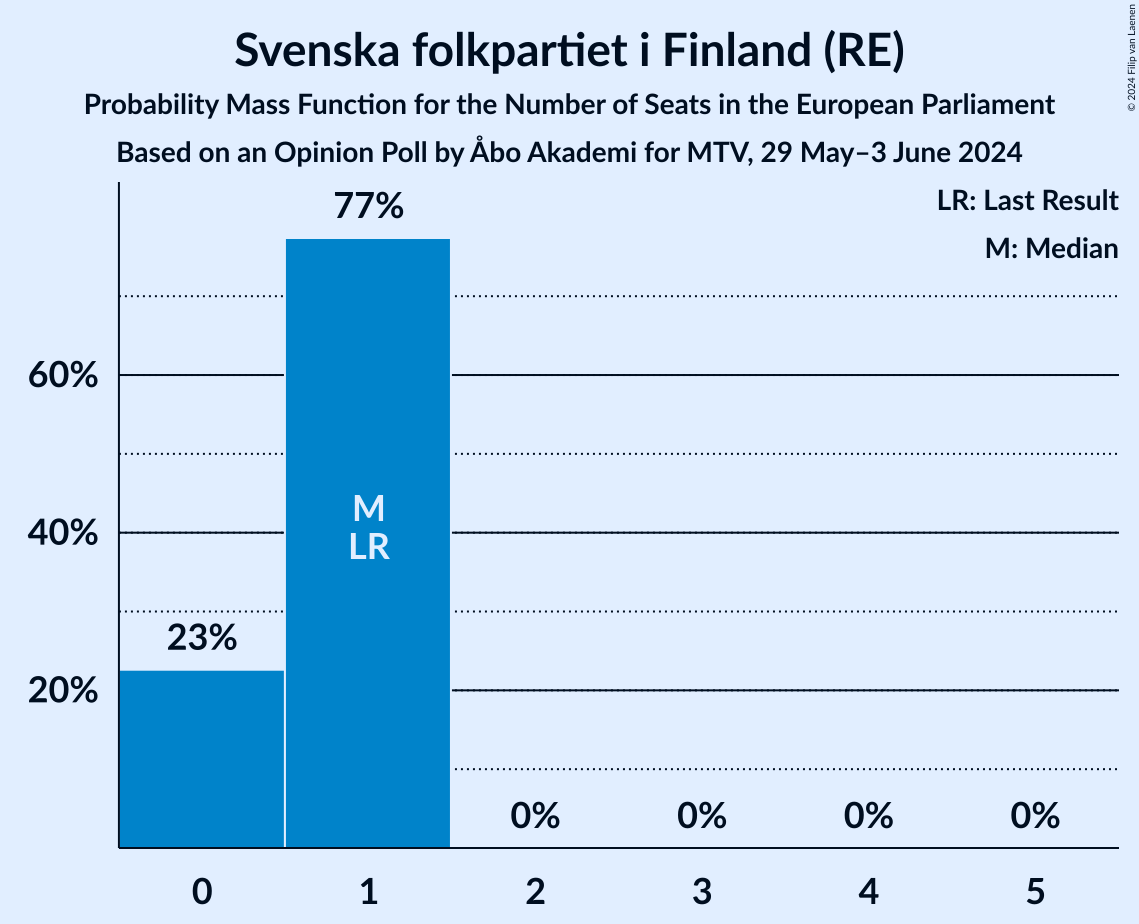 Svenska folkpartiet i Finland (RE)
Probability Mass Function for the Number of Seats in the European Parliament
Based on an Opinion Poll by Åbo Akademi for MTV, 29 May–3 June 2024
© 2024 Filip van Laenen
LR: Last Result
M: Median
77%
60%
M
40%
LR
23%
20%
0% 0% 0% 0%
0 1 2 3 4 5